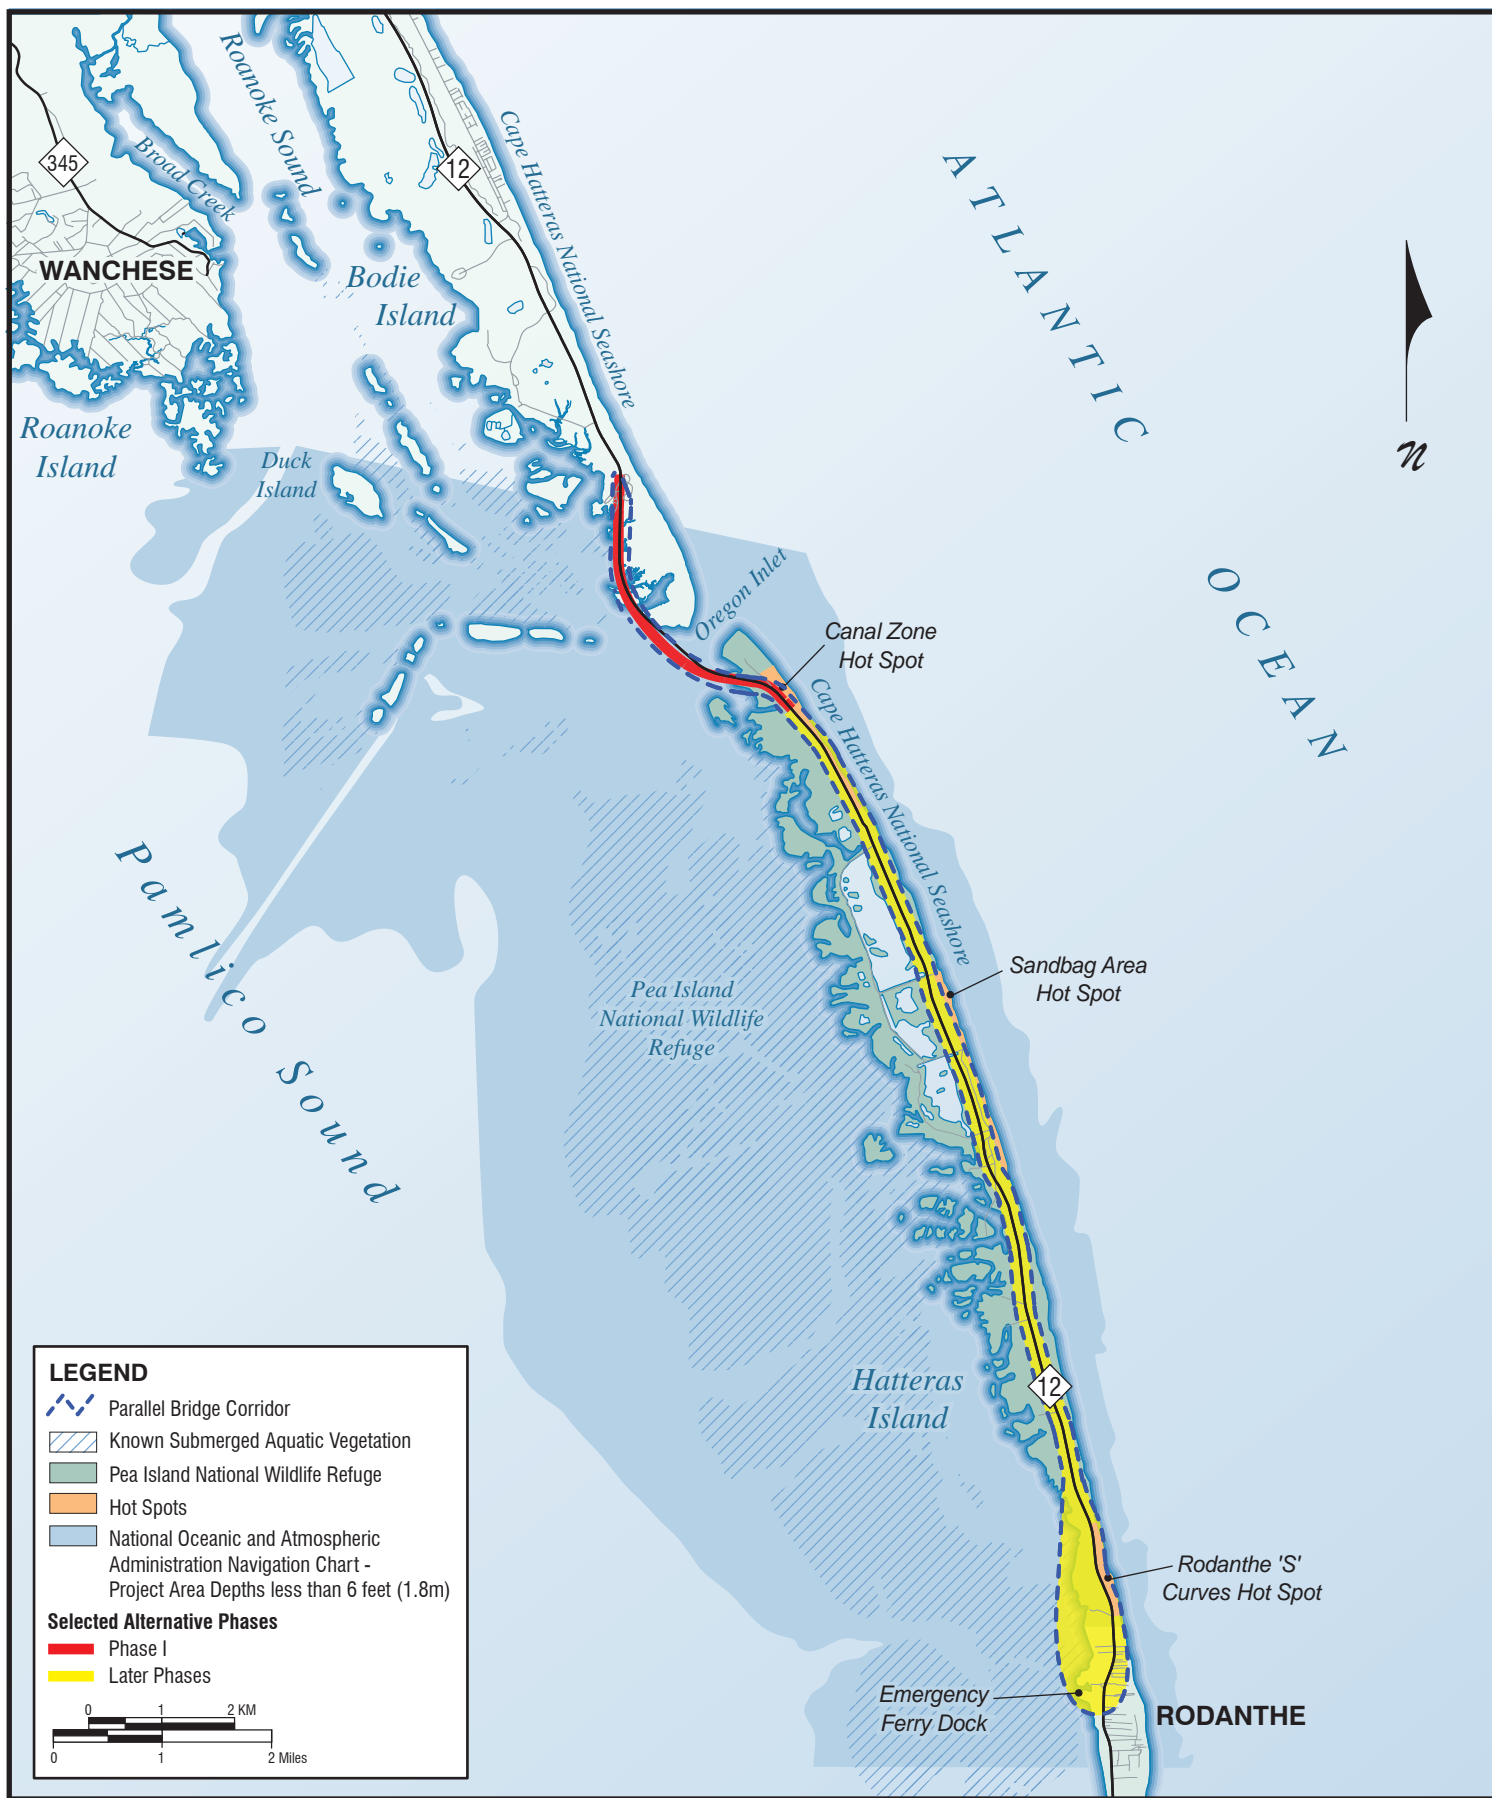 Roanoke Sound
Cape Hatteras National Seashore
Broad Creek
345
12
WANCHESE
Bodie
Island
ATLANTIC
OCEAN
N
Roanoke
Island
Duck
Island
Oregon Inlet
Canal Zone
Hot Spot
Cape Hatteras National Seashore
Pamlico Sound
Sandbag Area
Hot Spot
Pea Island
National Wildlife
Refuge
Hatteras
Island
12
Rodanthe 'S'
Curves Hot Spot
Emergency
Ferry Dock
RODANTHE
LEGEND
Parallel Bridge Corridor
Known Submerged Aquatic Vegetation
Pea Island National Wildlife Refuge
Hot Spots
National Oceanic and Atmospheric
Administration Navigation Chart -
Project Area Depths less than 6 feet (1.8m)
Selected Alternative Phases
Phase I
Later Phases
0 1 2 KM
0 1 2 Miles